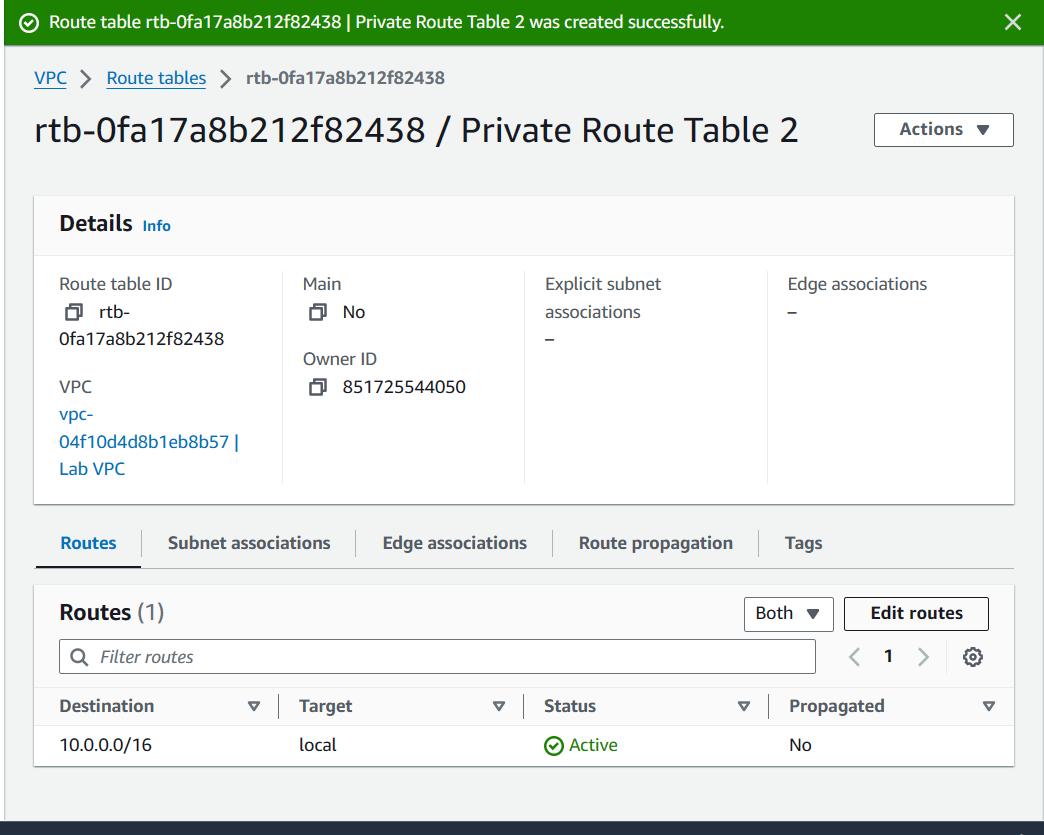 Route table rtb-0fa17a8b212f82438 | Private Route Table 2 was created successfully.
VPC
Route tables
rtb-0fa17a8b212f82438
rtb-0fa17a8b212f82438 / Private Route Table 2
Actions
Details Info
Route table ID
rtb-
0fa17a8b212f82438
VPC
vpc-
04f10d4d8b1eb8b57 |
Lab VPC
Main
No
Owner ID
851725544050
Explicit subnet
associations
–
Edge associations
–
Routes
Subnet associations
Edge associations
Route propagation
Tags
Routes (1)
Both
Edit routes
Filter routes
1
Destination
Target
Status
Propagated
10.0.0.0/16
local
Active
No